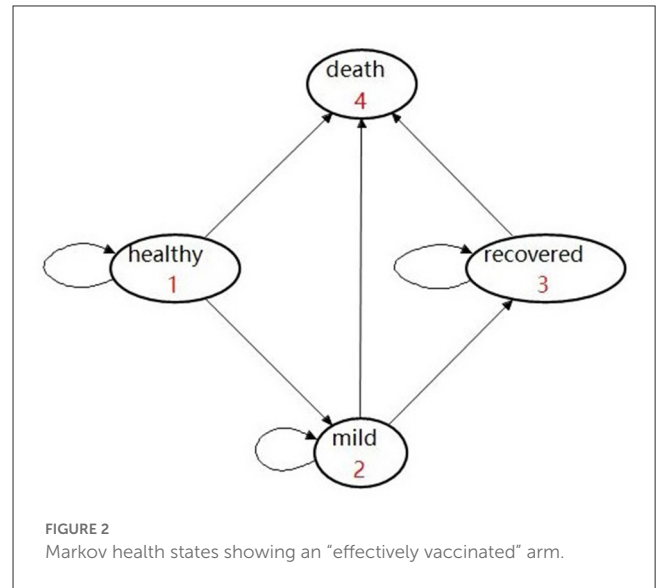 death
4
healthy
1
recovered
3
mild
2
FIGURE 2
Markov health states showing an “effectively vaccinated” arm.